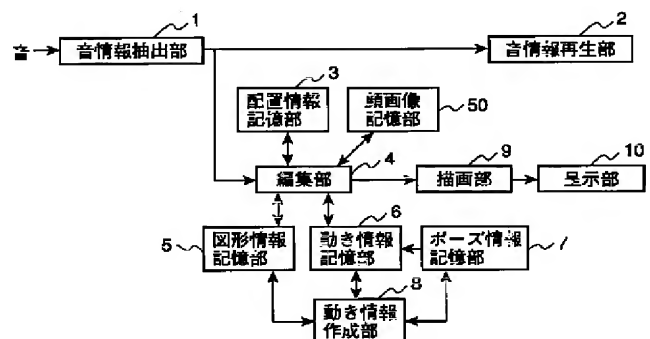 1
2
音
音情報抽出部
音情報再生部
3
配置情報
記憶部
顔画像
記憶部
50
4
9
10
編集部
描画部
呈示部
6
5
図形情報
記憶部
動き情報
記憶部
ポーズ情報
記憶部
7
8
動き情報
作成部